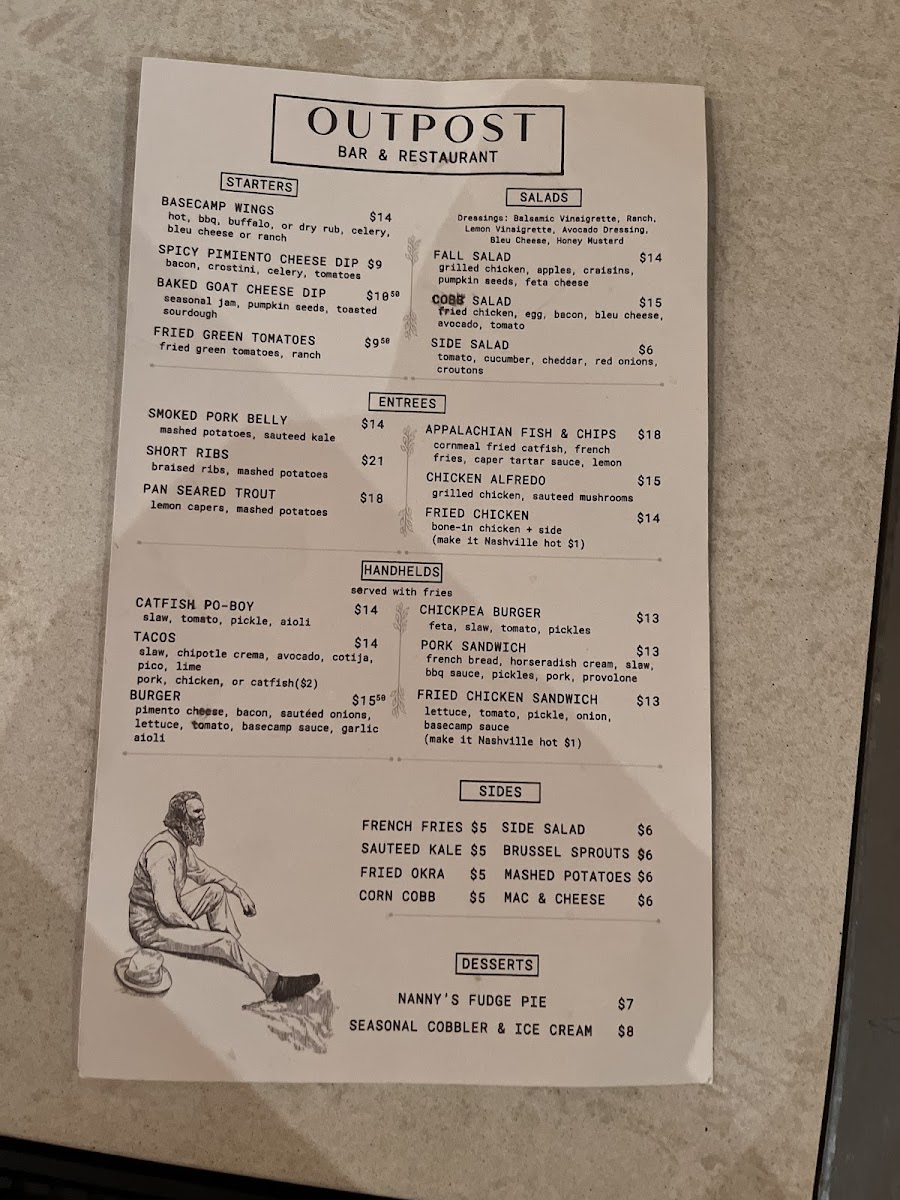 OUTPOST
BAR & RESTAURANT
STARTERS
BASECAMP WINGS $14
hot, bbq, buffalo, or dry rub, celery,
bleu cheese or ranch
SPICY PIMIENTO CHEESE DIP $9
bacon, crostini, celery, tomatoes
BAKED GOAT CHEESE DIP $10⁵⁰
seasonal jam, pumpkin seeds, toasted
sourdough
FRIED GREEN TOMATOES $9⁵⁰
fried green tomatoes, ranch
SALADS
Dressings: Balsamic Vinaigrette, Ranch,
Lemon Vinaigrette, Avocado Dressing,
Bleu Cheese, Honey Mustard
FALL SALAD $14
grilled chicken, apples, craisins,
pumpkin seeds, feta cheese
COBB SALAD $15
fried chicken, egg, bacon, bleu cheese,
avocado, tomato
SIDE SALAD $6
tomato, cucumber, cheddar, red onions,
croutons
ENTREES
SMOKED PORK BELLY $14
mashed potatoes, sauteed kale
SHORT RIBS $21
braised ribs, mashed potatoes
PAN SEARED TROUT $18
lemon capers, mashed potatoes
APPALACHIAN FISH & CHIPS $18
cornmeal fried catfish, french
fries, caper tartar sauce, lemon
CHICKEN ALFREDO $15
grilled chicken, sauteed mushrooms
FRIED CHICKEN $14
bone-in chicken + side
(make it Nashville hot $1)
HANDHELDS
served with fries
CATFISH PO-BOY $14
slaw, tomato, pickle, aioli
TACOS $14
slaw, chipotle crema, avocado, cotija,
pico, lime
pork, chicken, or catfish($2)
BURGER $15⁵⁰
pimento cheese, bacon, sautéed onions,
lettuce, tomato, basecamp sauce, garlic
aioli
CHICKPEA BURGER $13
feta, slaw, tomato, pickles
PORK SANDWICH $13
french bread, horseradish cream, slaw,
bbq sauce, pickles, pork, provolone
FRIED CHICKEN SANDWICH $13
lettuce, tomato, pickle, onion,
basecamp sauce
(make it Nashville hot $1)
SIDES
FRENCH FRIES $5 SIDE SALAD $6
SAUTEED KALE $5 BRUSSEL SPROUTS $6
FRIED OKRA $5 MASHED POTATOES $6
CORN COBB $5 MAC & CHEESE $6
DESSERTS
NANNY'S FUDGE PIE $7
SEASONAL COBBLER & ICE CREAM $8